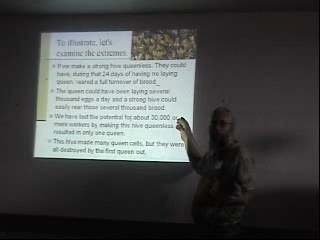 To illustrate, let's
examine the extremes
If we make a strong hive queenless. They could
have, during that 24 days of having no laying
queen, reared a full turnover of brood.
The queen could have been laying several
thousand eggs a day and a strong hive could
easily rear those several thousand brood.
We have lost the potential for about 30,000 or
more workers by making this hive queenless
resulted in only one queen.
This hive made many queen cells, but they were
all destroyed by the first queen out.